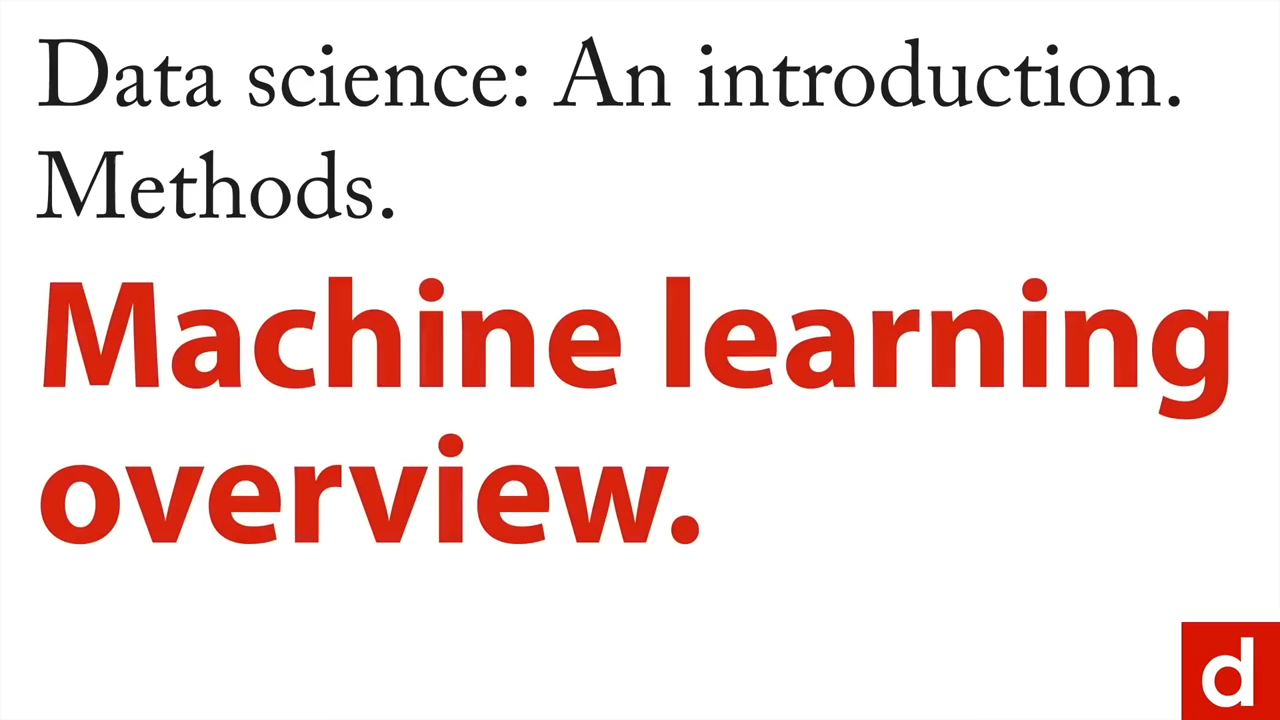 Data science: An introduction.
Methods.
Machine learning
overview.
d